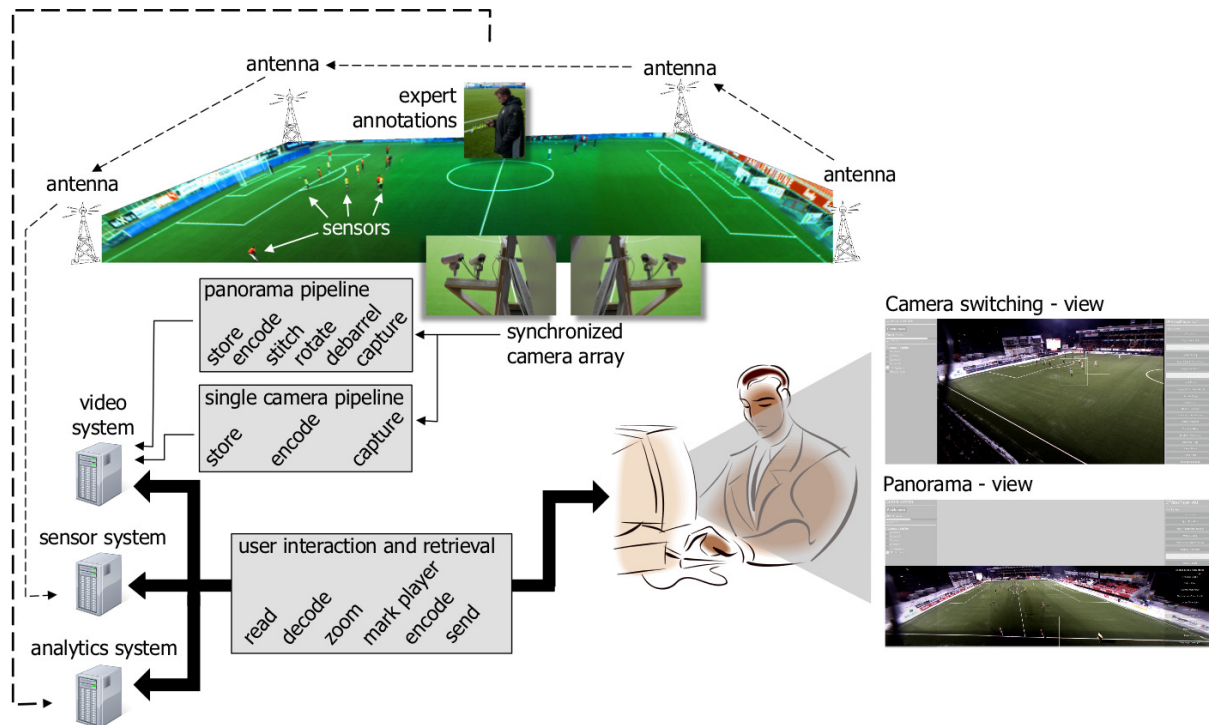 antenna
antenna
expert
annotations
antenna
antenna
sensors
panorama pipeline
store
encode
stitch
rotate
debarrel
capture
synchronized
camera array
single camera pipeline
store
encode
capture
video
system
sensor system
analytics system
user interaction and retrieval
read
decode
zoom
mark player
encode
send
Camera switching - view
Panorama - view